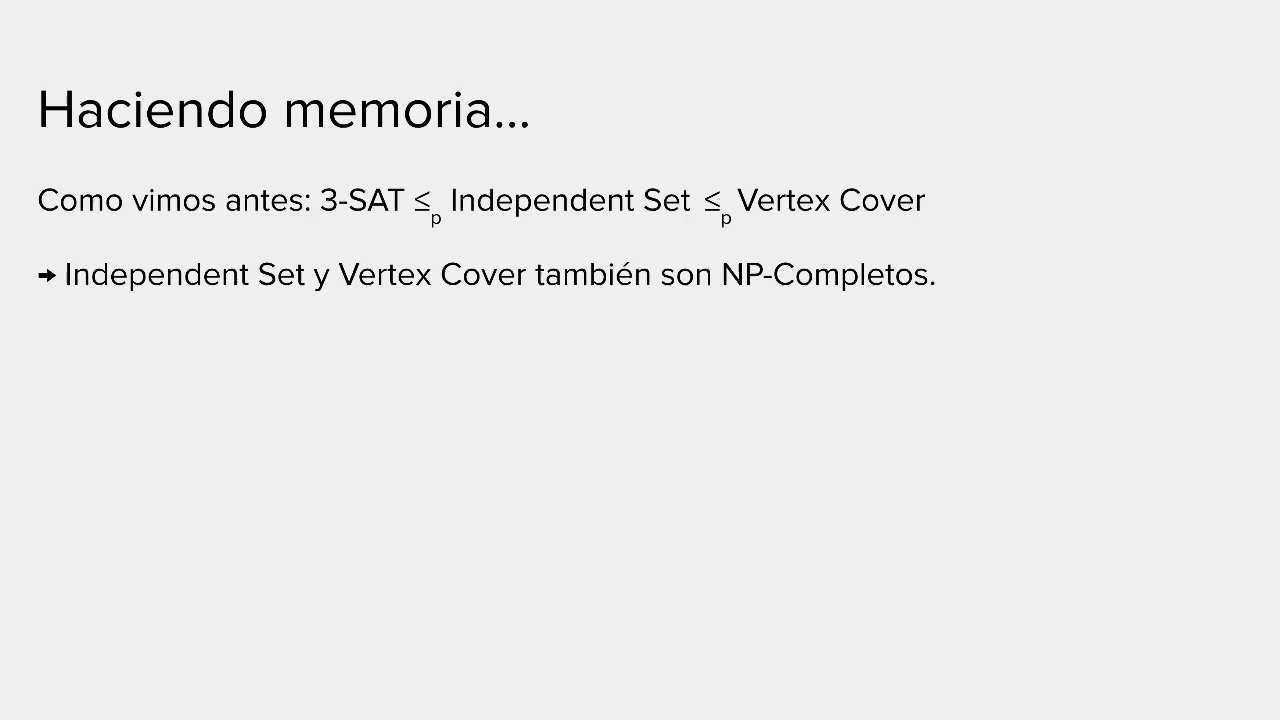 Haciendo memoria...
Como vimos antes: 3-SAT ≤p Independent Set ≤p Vertex Cover
➜ Independent Set y Vertex Cover también son NP-Completos.